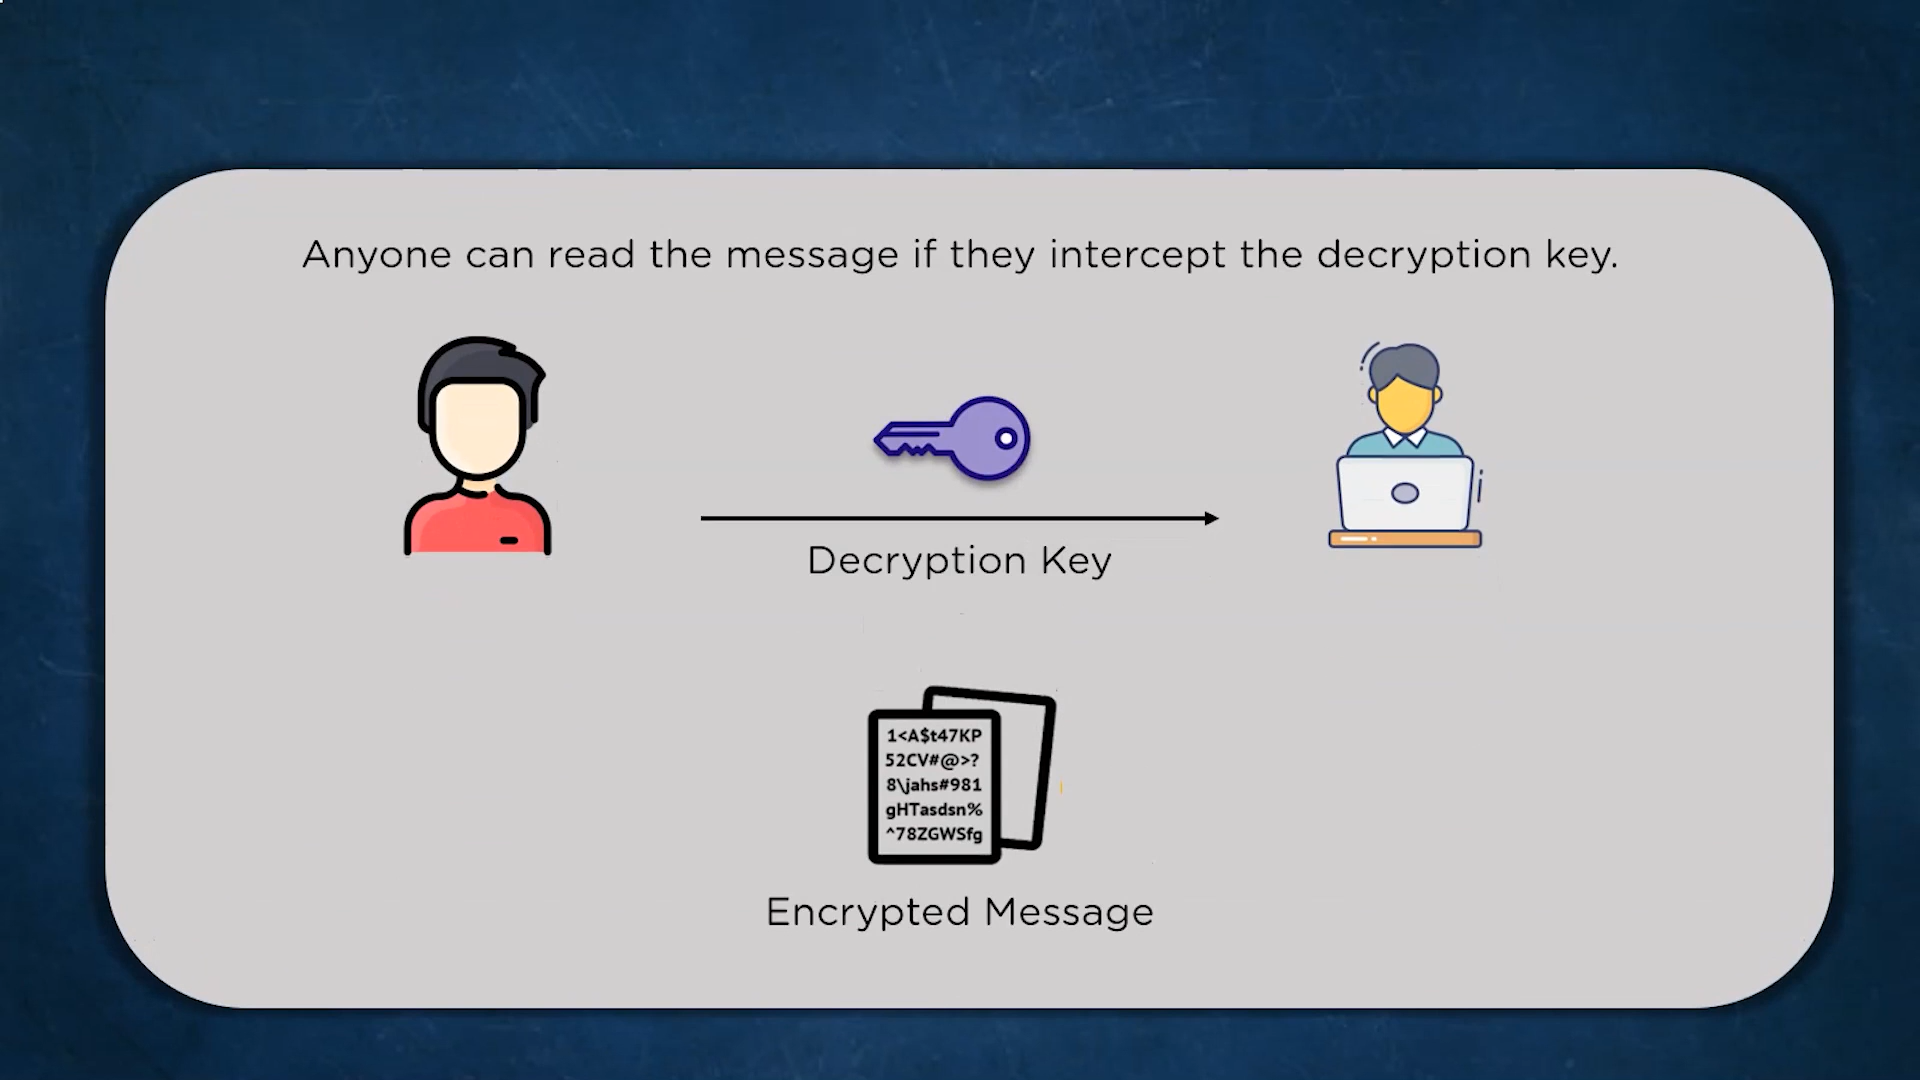 Anyone can read the message if they intercept the decryption key.
Decryption Key
1<A$t47KP
52CV#@>?
8\jahs#981
gHTasdsn%
^78ZGWSfg
Encrypted Message